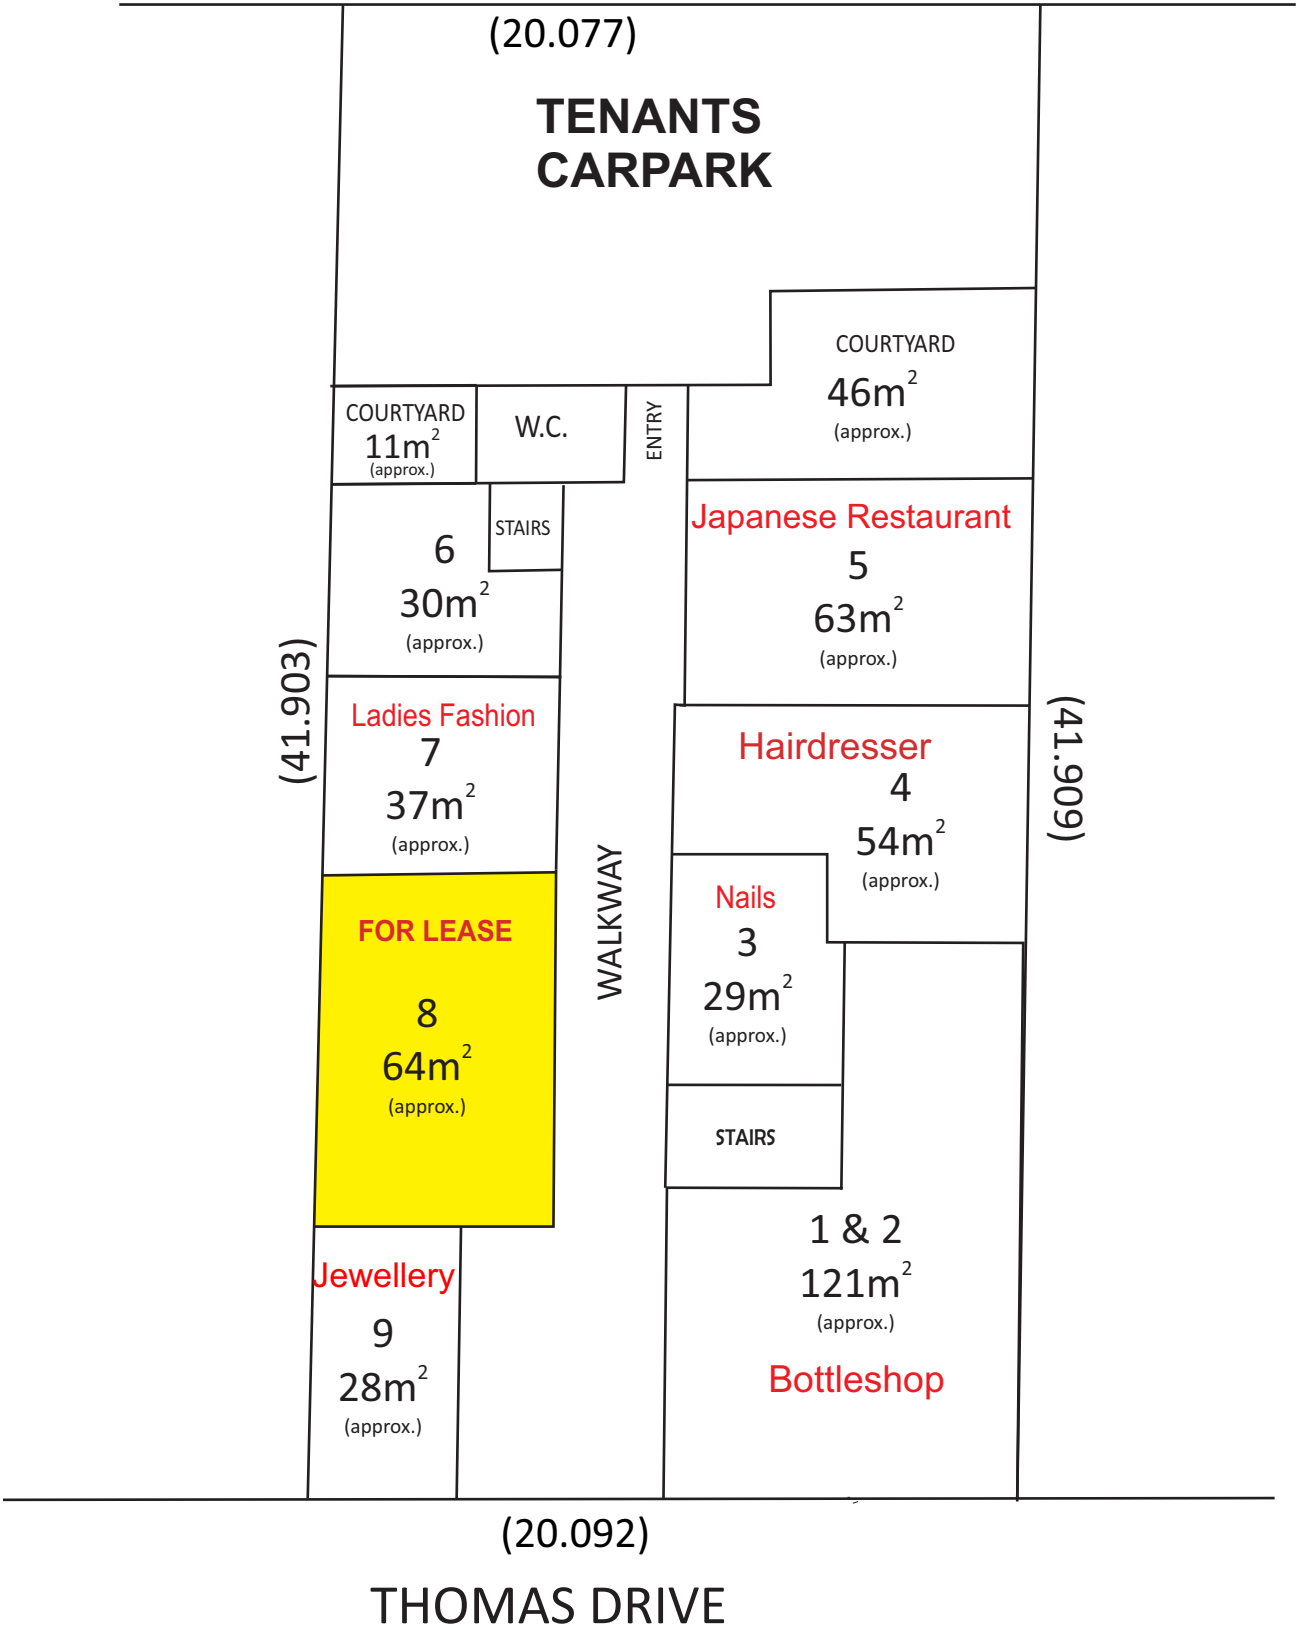 (20.077)
TENANTS
CARPARK
COURTYARD
46m²
(approx.)
COURTYARD
11m²
(approx.)
W.C.
ENTRY
STAIRS
6
30m²
(approx.)
Japanese Restaurant
5
63m²
(approx.)
(41.903)
Ladies Fashion
7
37m²
(approx.)
Hairdresser
4
54m²
(approx.)
(41.909)
WALKWAY
Nails
3
29m²
(approx.)
FOR LEASE
8
64m²
(approx.)
STAIRS
1 & 2
121m²
(approx.)
Bottleshop
Jewellery
9
28m²
(approx.)
(20.092)
THOMAS DRIVE